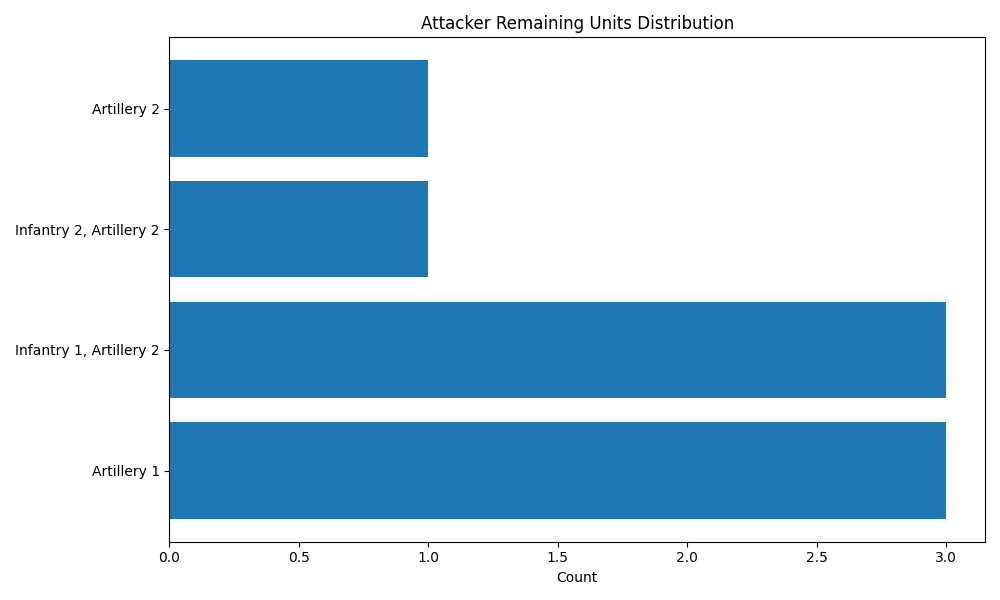 Attacker Remaining Units Distribution
Artillery 2
Infantry 2, Artillery 2
Infantry 1, Artillery 2
Artillery 1
0.0 0.5 1.0 1.5 2.0 2.5 3.0
Count